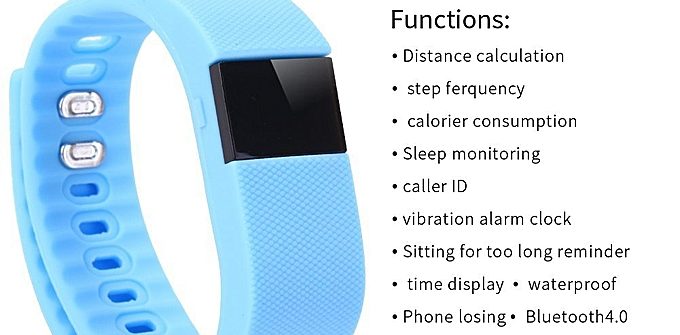 Functions:
• Distance calculation
• step ferquency
• calorier consumption
• Sleep monitoring
• caller ID
• vibration alarm clock
• Sitting for too long reminder
• time display • waterproof
• Phone losing • Bluetooth4.0